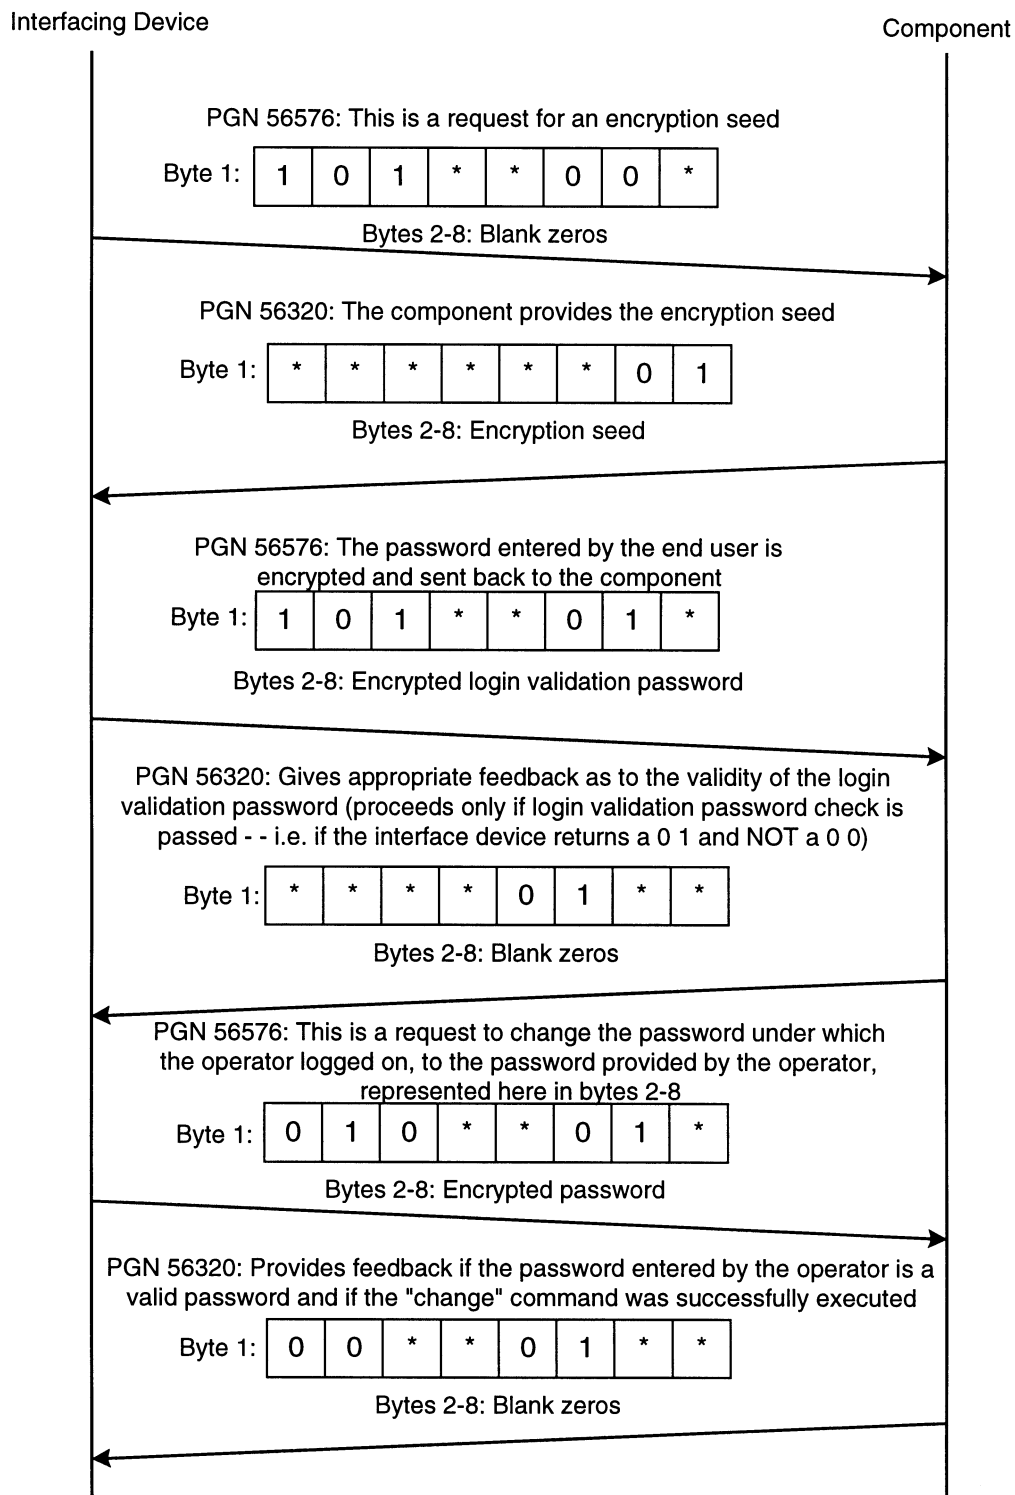 Interfacing Device
Component
PGN 56576: This is a request for an encryption seed
Byte 1: 1 0 1 * * 0 0 *
Bytes 2-8: Blank zeros
PGN 56320: The component provides the encryption seed
Byte 1: * * * * * * 0 1
Bytes 2-8: Encryption seed
PGN 56576: The password entered by the end user is
encrypted and sent back to the component
Byte 1: 1 0 1 * * 0 1 *
Bytes 2-8: Encrypted login validation password
PGN 56320: Gives appropriate feedback as to the validity of the login
validation password (proceeds only if login validation password check is
passed - - i.e. if the interface device returns a 0 1 and NOT a 0 0)
Byte 1: * * * * 0 1 * *
Bytes 2-8: Blank zeros
PGN 56576: This is a request to change the password under which
the operator logged on, to the password provided by the operator,
represented here in bytes 2-8
Byte 1: 0 1 0 * * 0 1 *
Bytes 2-8: Encrypted password
PGN 56320: Provides feedback if the password entered by the operator is a
valid password and if the "change" command was successfully executed
Byte 1: 0 0 * * 0 1 * *
Bytes 2-8: Blank zeros